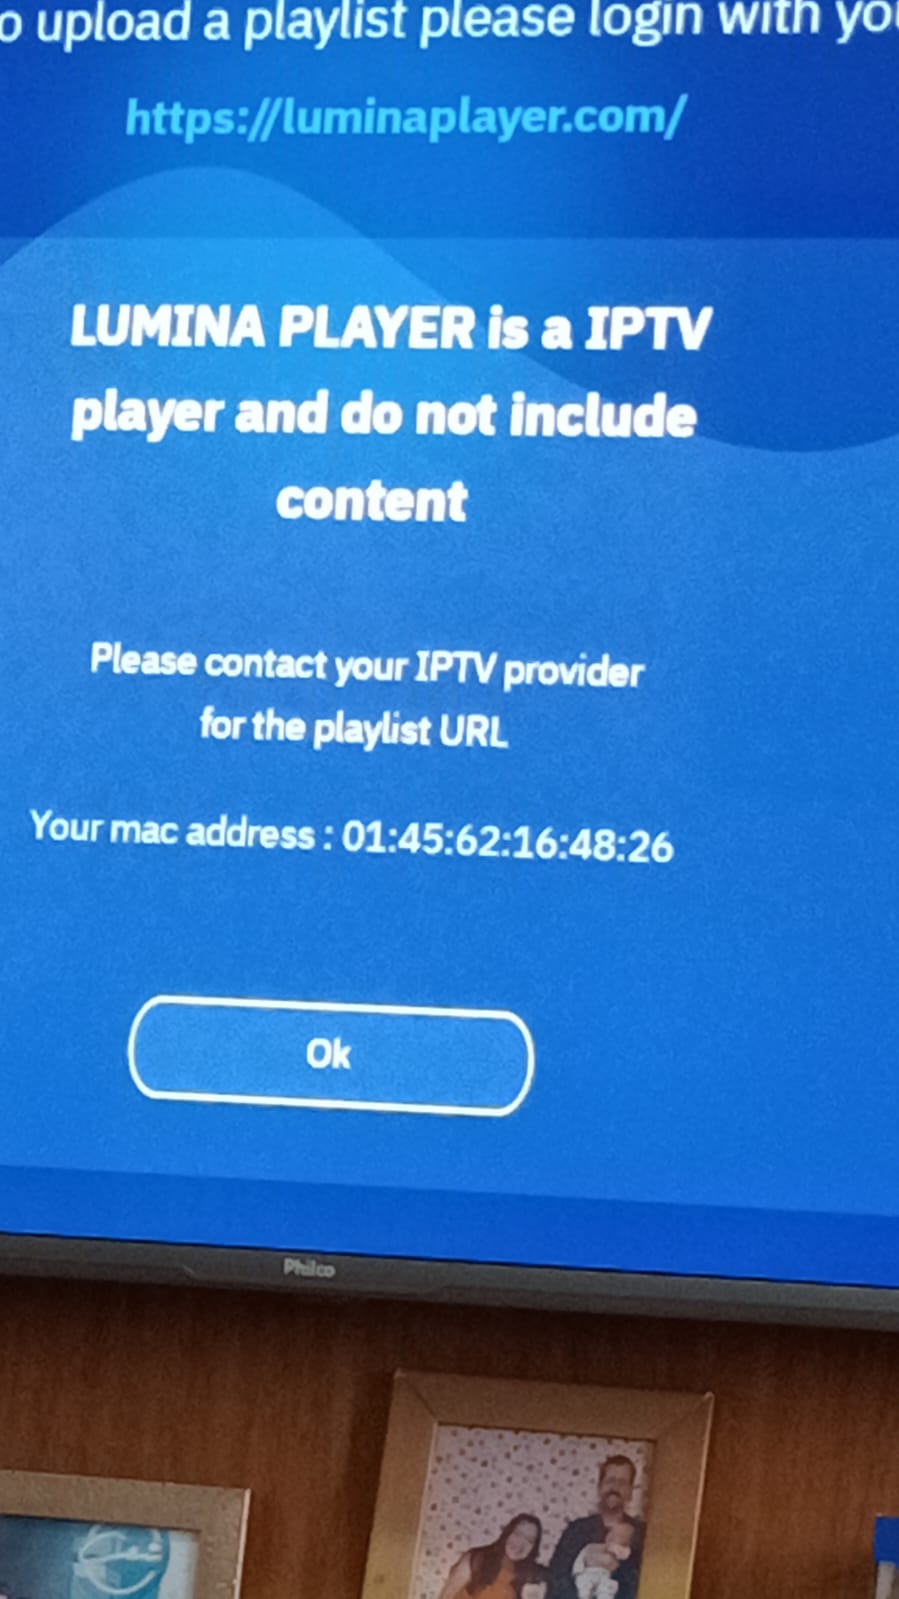 o upload a playlist please login with you
https://luminaplayer.com/
LUMINA PLAYER is a IPTV
player and do not include
content
Please contact your IPTV provider
for the playlist URL
Your mac address : 01:45:62:16:48:26
Ok
Philco